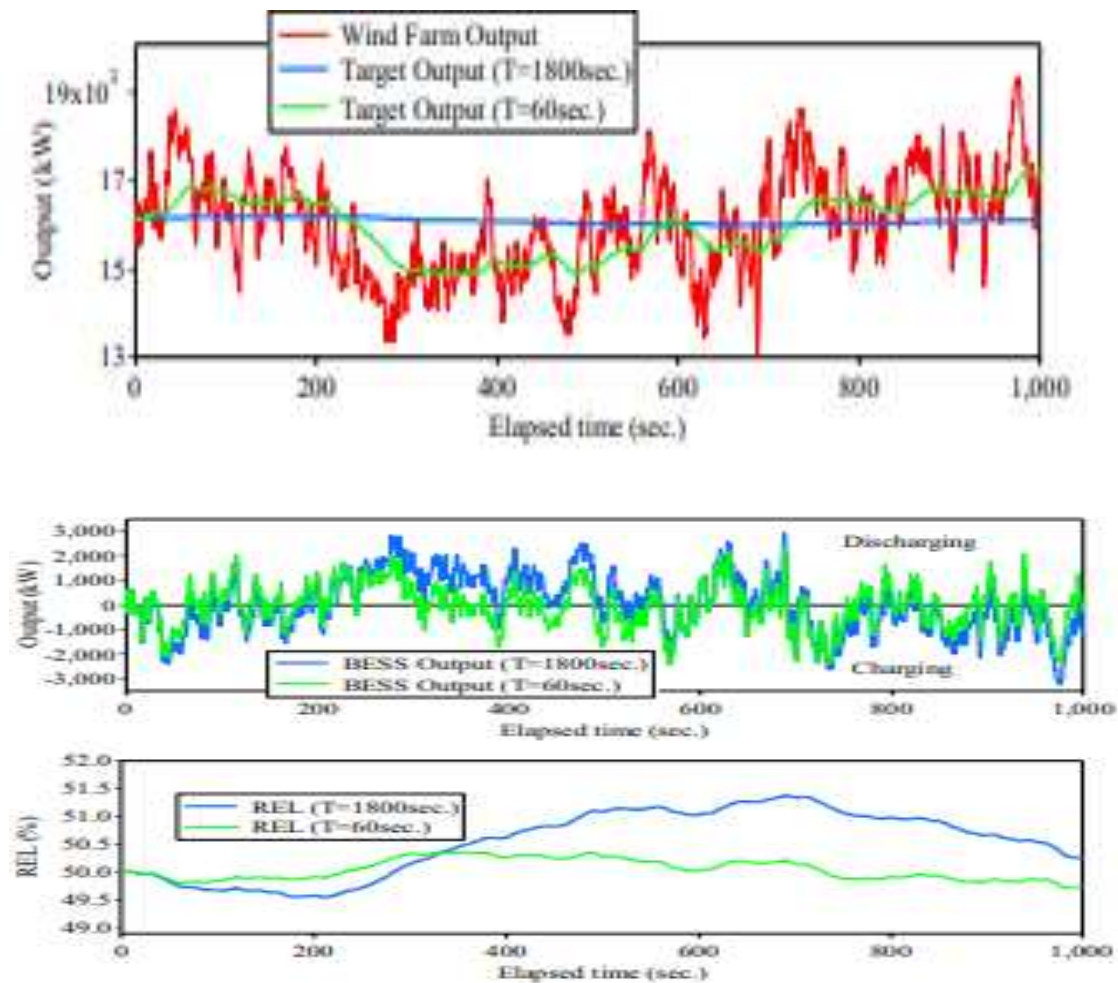 Wind Farm Output
Target Output (T=1800sec.)
Target Output (T=60sec.)
Output (kW)
19x10³
17
15
13
0 200 400 600 800 1,000
Elapsed time (sec.)
Output (kW)
3,000
2,000
1,000
0
-1,000
-2,000
-3,000
Discharging
BESS Output (T=1800sec.)
BESS Output (T=60sec.)
Charging
0 200 400 600 800 1,000
Elapsed time (sec.)
REL (%)
52.0
51.5
51.0
50.5
50.0
49.5
49.0
REL (T=1800sec.)
REL (T=60sec.)
0 200 400 600 800 1,000
Elapsed time (sec.)